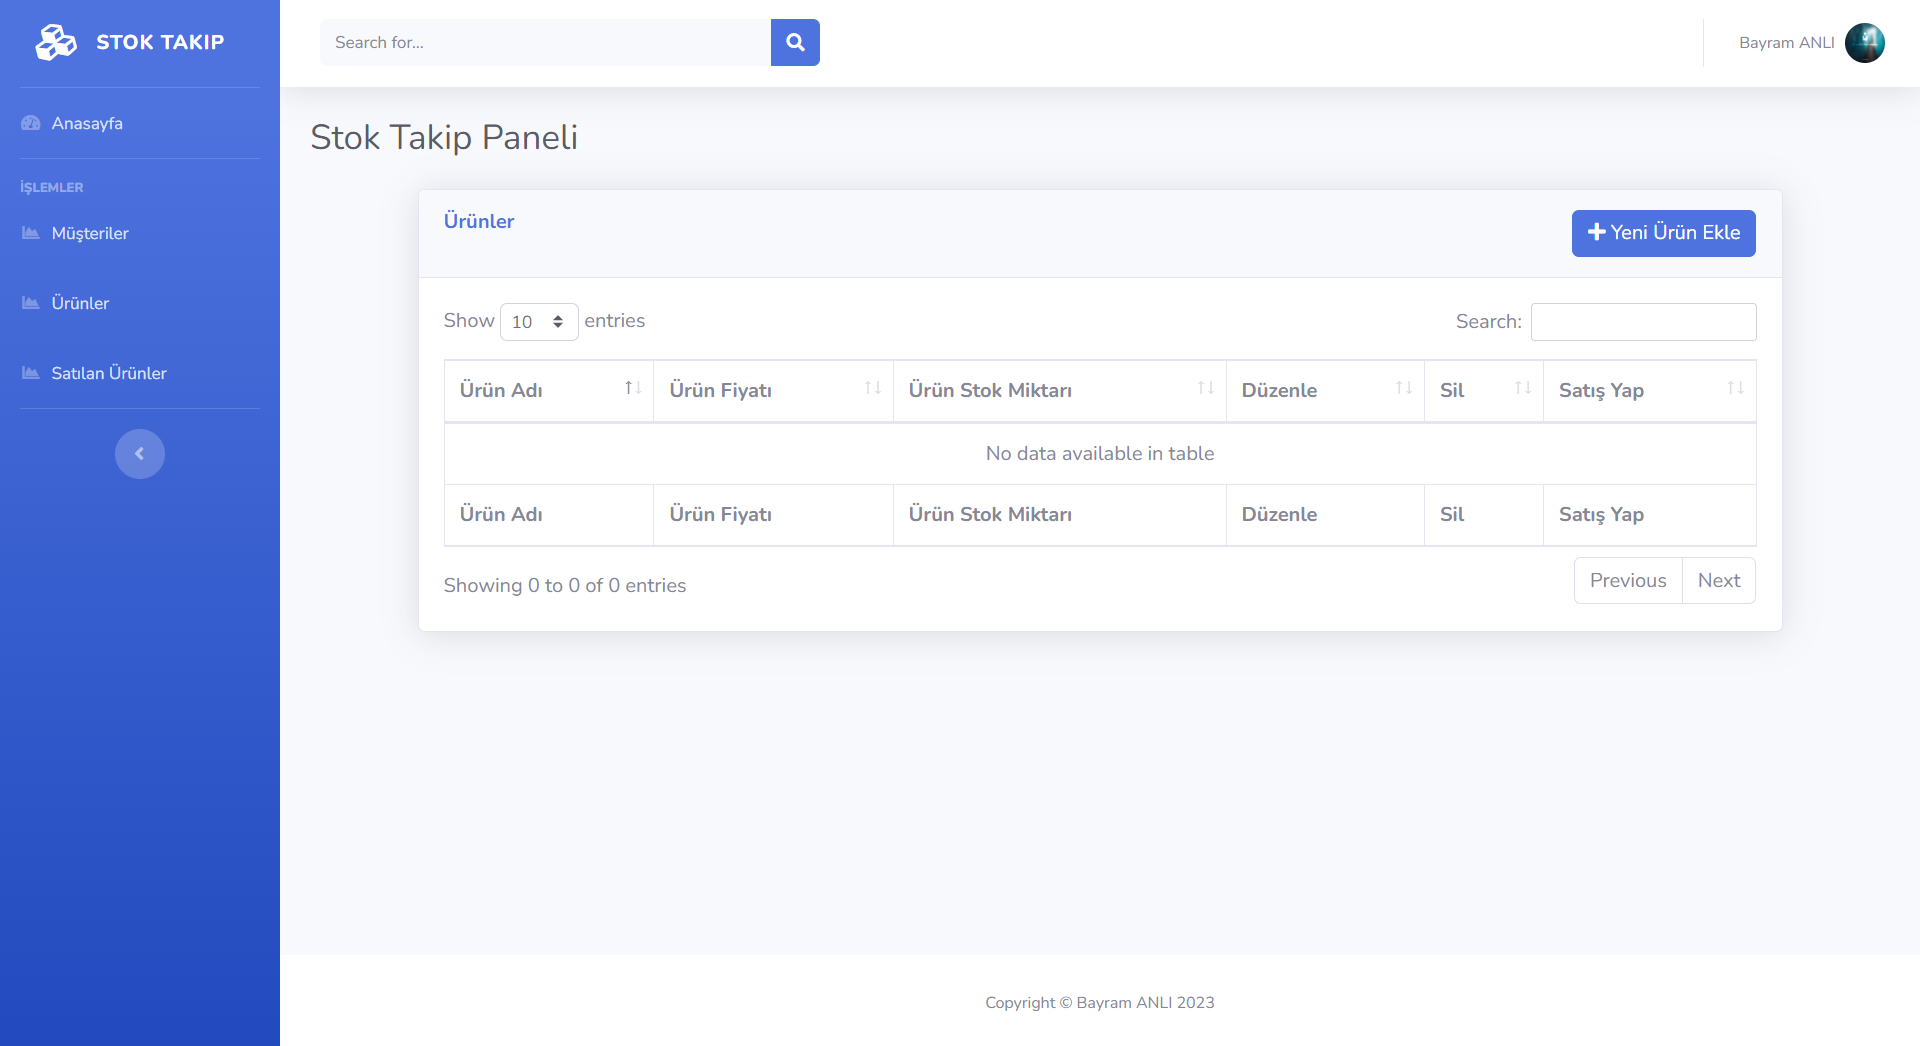 STOK TAKIP
Search for...
Bayram ANLI
Anasayfa
İŞLEMLER
Müşteriler
Ürünler
Satılan Ürünler
Stok Takip Paneli
Ürünler
Yeni Ürün Ekle
Show 10 entries
Search:
Ürün Adı Ürün Fiyatı Ürün Stok Miktarı Düzenle Sil Satış Yap
No data available in table
Ürün Adı Ürün Fiyatı Ürün Stok Miktarı Düzenle Sil Satış Yap
Showing 0 to 0 of 0 entries
Previous Next
Copyright © Bayram ANLI 2023